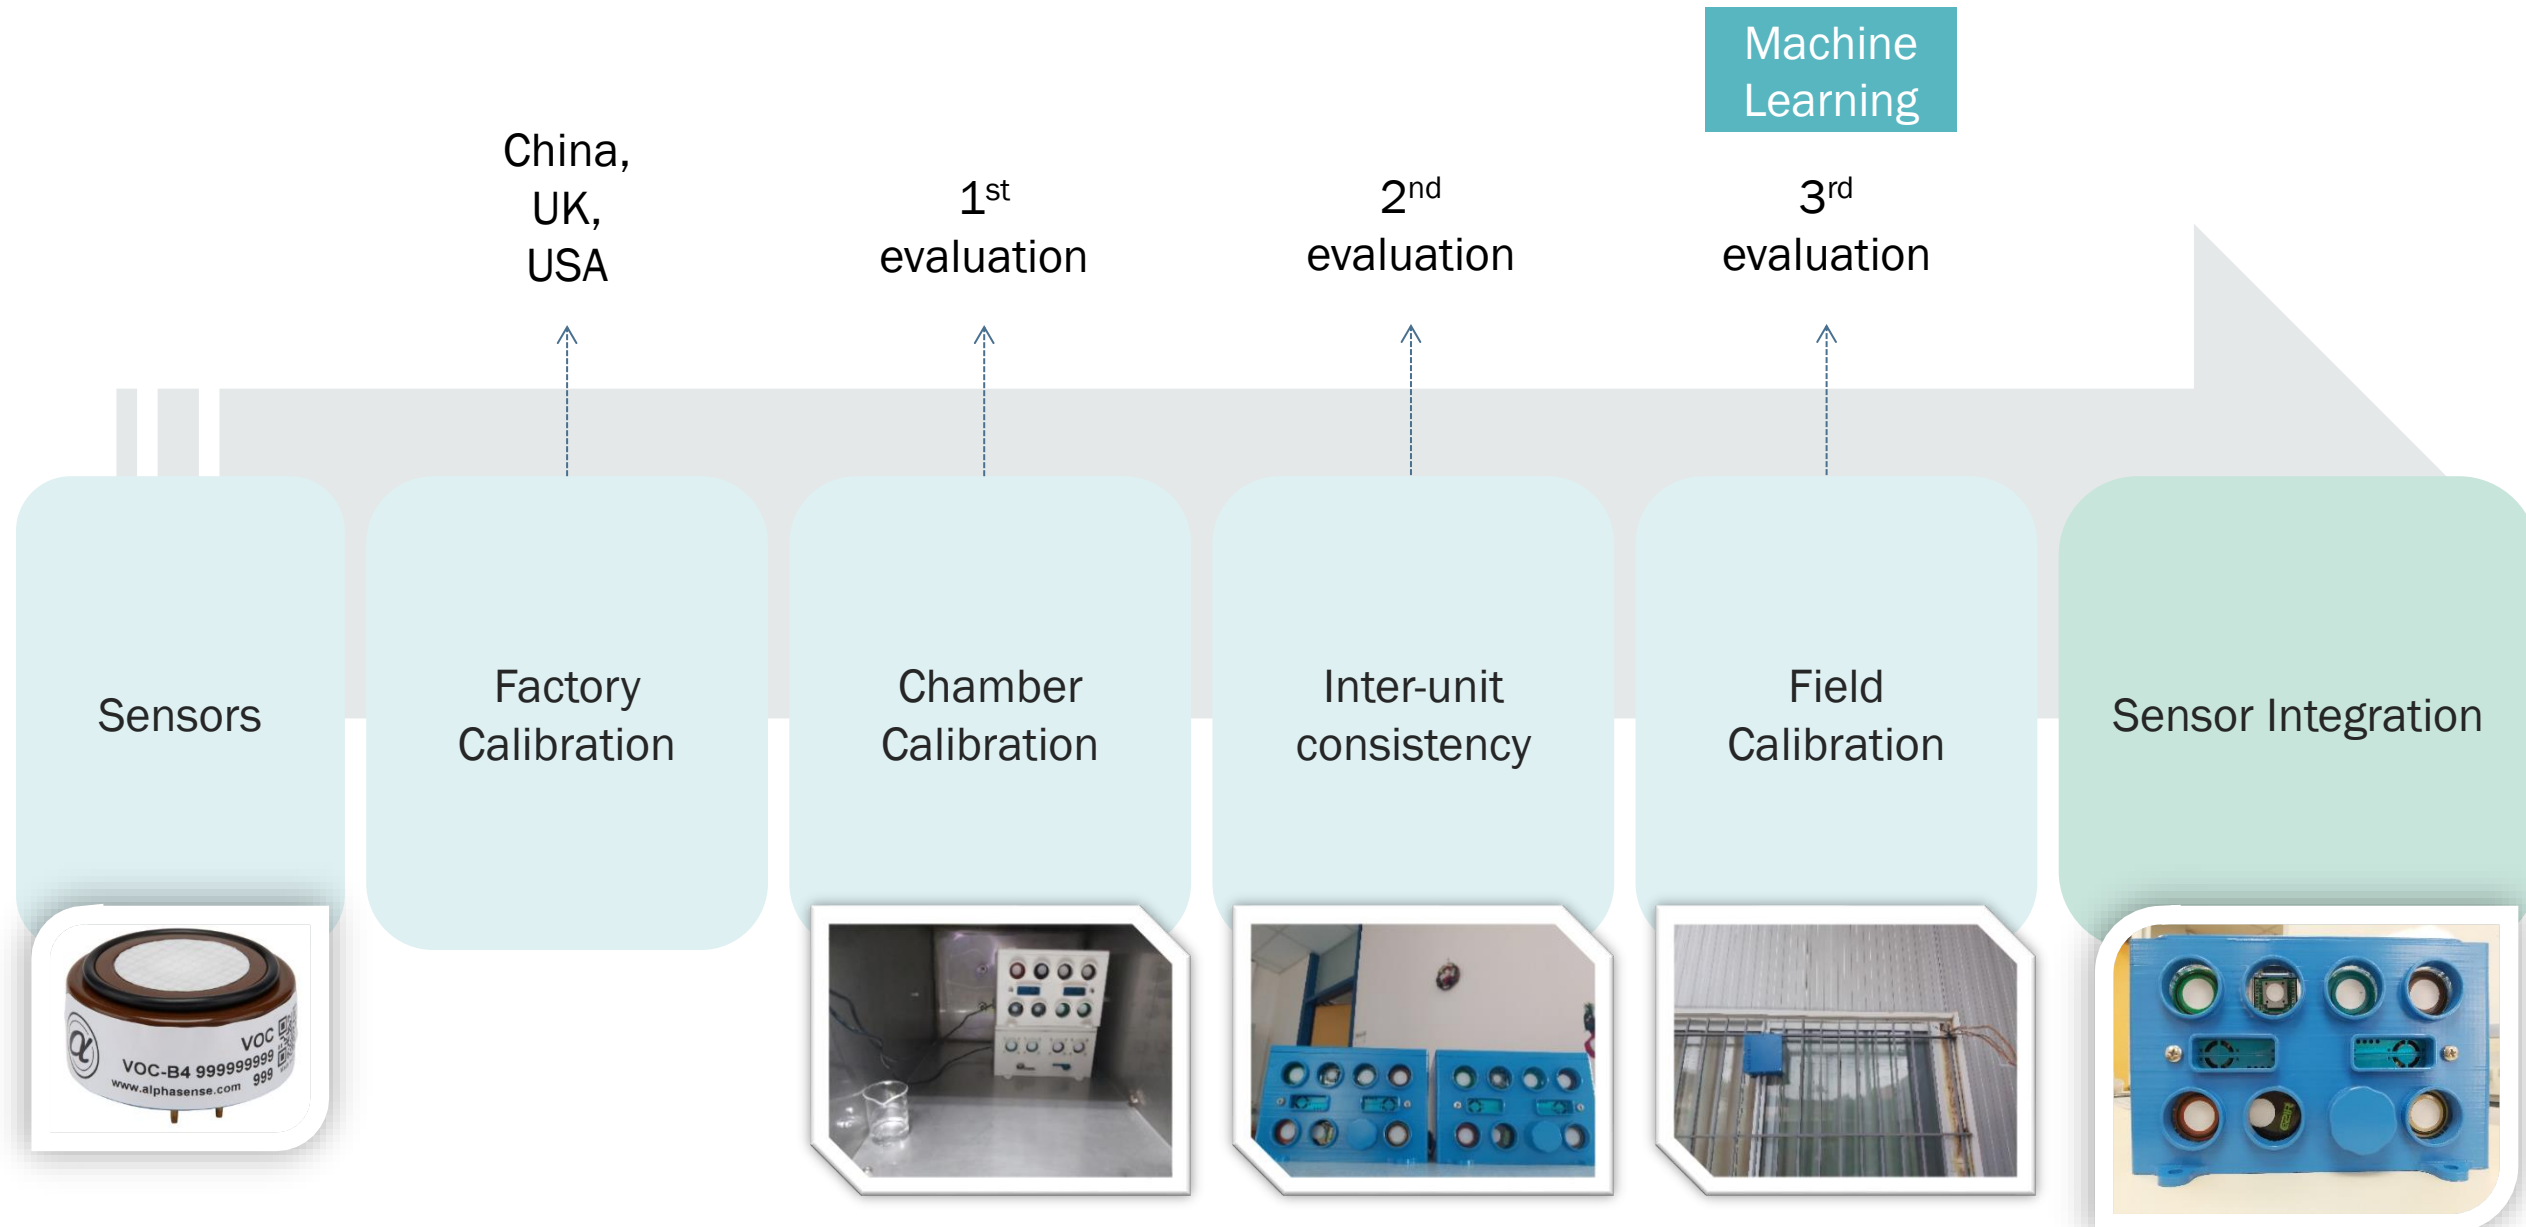 Machine
Learning
China,
UK,
USA
1st
evaluation
2nd
evaluation
3rd
evaluation
Sensors
Factory
Calibration
Chamber
Calibration
Inter-unit
consistency
Field
Calibration
Sensor Integration
VOC
VOC-B4 9999999999
www.alphasense.com 999